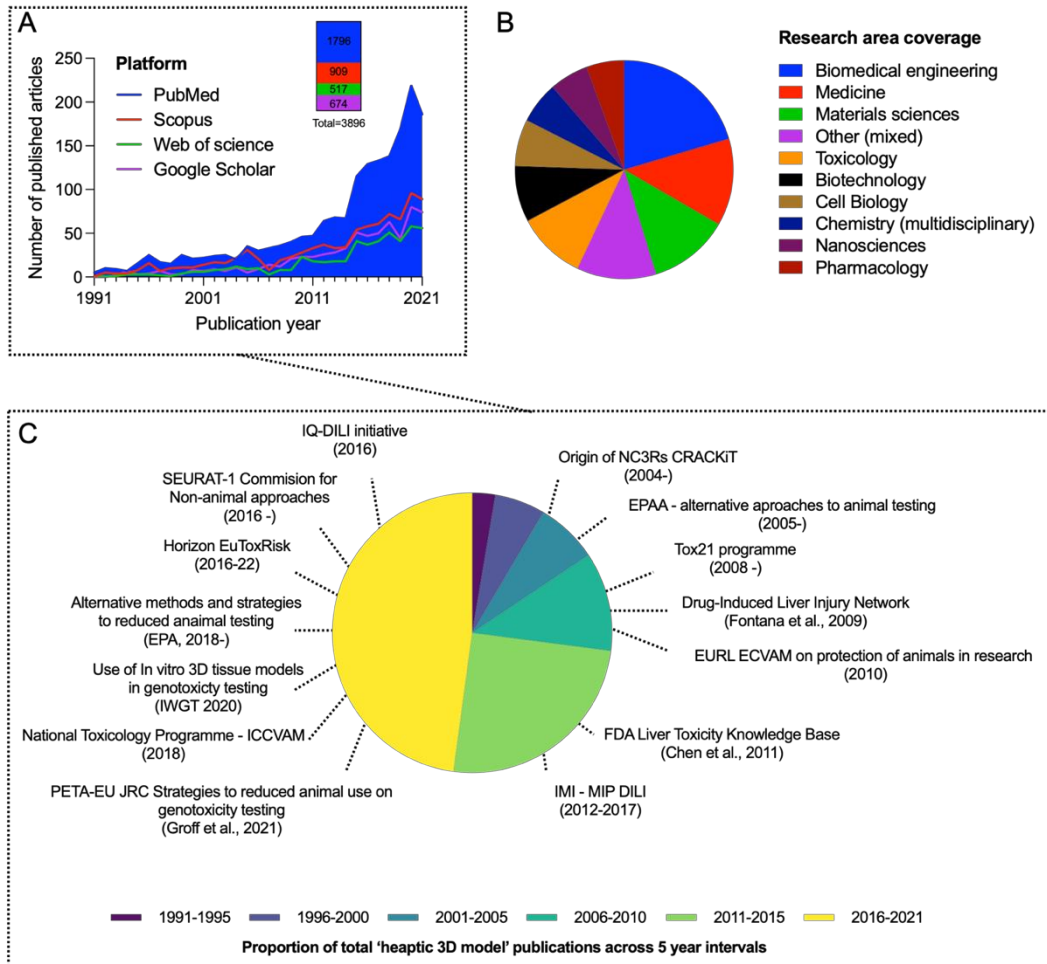 A
Number of published articles
250
200
150
100
50
0
1991
2001
2011
2021
Publication year
Platform
PubMed
Scopus
Web of science
Google Scholar
1796
909
517
674
Total=3896
B
Research area coverage
Biomedical engineering
Medicine
Materials sciences
Other (mixed)
Toxicology
Biotechnology
Cell Biology
Chemistry (multidisciplinary)
Nanosciences
Pharmacology
C
IQ-DILI initiative
(2016)
SEURAT-1 Commision for
Non-animal approaches
(2016 -)
Horizon EuToxRisk
(2016-22)
Alternative methods and strategies
to reduced anaimal testing
(EPA, 2018-)
Use of In vitro 3D tissue models
in genotoxicity testing
(IWGT 2020)
National Toxicology Programme - ICCVAM
(2018)
PETA-EU JRC Strategies to reduced animal use on
genotoxicity testing
(Groff et al., 2021)
Origin of NC3Rs CRACKiT
(2004-)
EPAA - alternative aproaches to animal testing
(2005-)
Tox21 programme
(2008 -)
Drug-Induced Liver Injury Network
(Fontana et al., 2009)
EURL ECVAM on protection of animals in research
(2010)
FDA Liver Toxicity Knowledge Base
(Chen et al., 2011)
IMI - MIP DILI
(2012-2017)
1991-1995
1996-2000
2001-2005
2006-2010
2011-2015
2016-2021
Proportion of total ‘heaptic 3D model’ publications across 5 year intervals